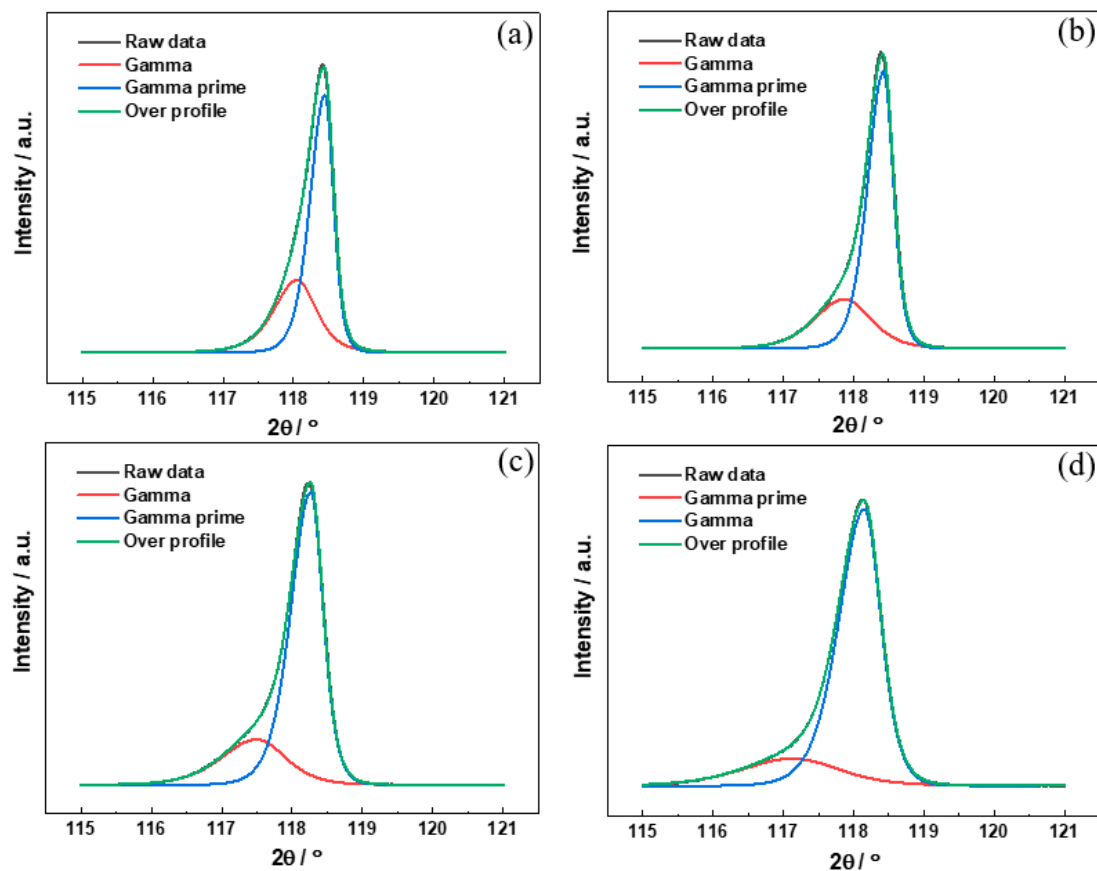 (a)
Raw data
Gamma
Gamma prime
Over profile
Intensity / a.u.
115 116 117 118 119 120 121
2θ / °
(b)
Raw data
Gamma
Gamma prime
Over profile
Intensity / a.u.
115 116 117 118 119 120 121
2θ / °
(c)
Raw data
Gamma
Gamma prime
Over profile
Intensity / a.u.
115 116 117 118 119 120 121
2θ / °
(d)
Raw data
Gamma prime
Gamma
Over profile
Intensity / a.u.
115 116 117 118 119 120 121
2θ / °